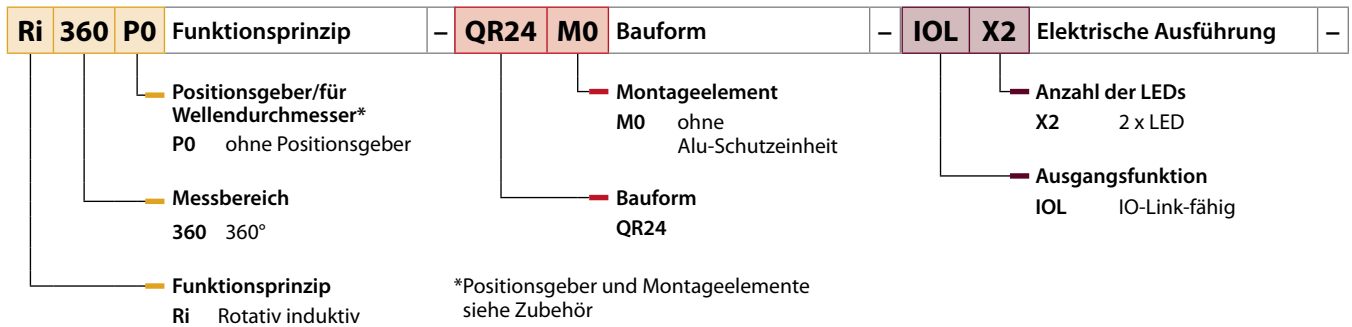 Ri 360 P0 Funktionsprinzip – QR24 M0 Bauform – IOL X2 Elektrische Ausführung –
Positionsgeber/für
Wellendurchmesser*
P0 ohne Positionsgeber
Messbereich
360 360°
Funktionsprinzip
Ri Rotativ induktiv
Montageelement
M0 ohne
Alu-Schutzeinheit
Bauform
QR24
*Positionsgeber und Montageelemente
siehe Zubehör
Anzahl der LEDs
X2 2 x LED
Ausgangsfunktion
IOL IO-Link-fähig